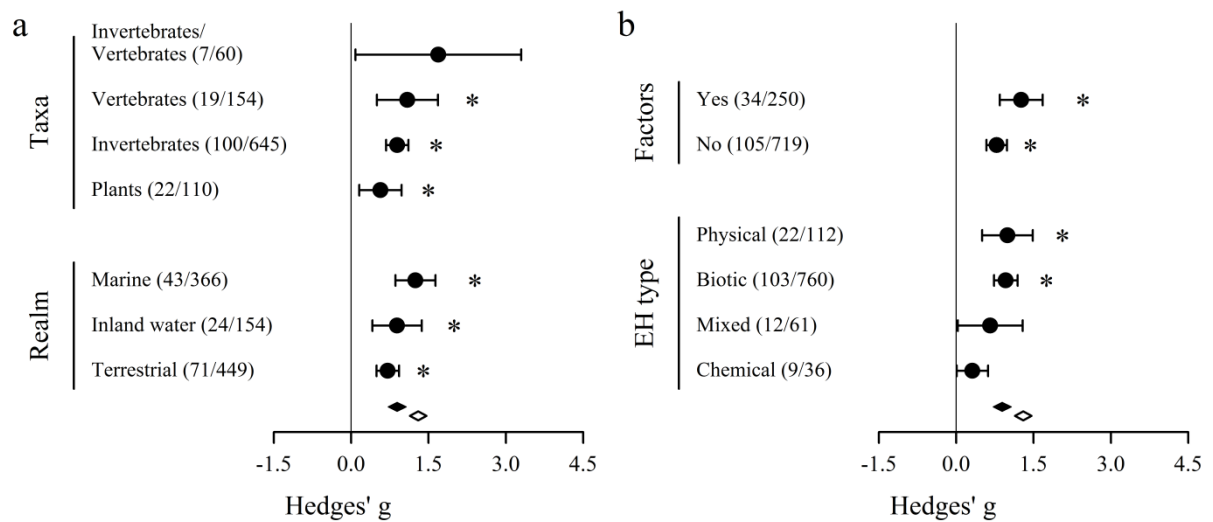 a
Taxa
Invertebrates/
Vertebrates (7/60)
Vertebrates (19/154) *
Invertebrates (100/645) *
Plants (22/110) *
Realm
Marine (43/366) *
Inland water (24/154) *
Terrestrial (71/449) *
-1.5 0.0 1.5 3.0 4.5
Hedges' g
b
Factors
Yes (34/250) *
No (105/719) *
EH type
Physical (22/112) *
Biotic (103/760) *
Mixed (12/61)
Chemical (9/36)
-1.5 0.0 1.5 3.0 4.5
Hedges' g